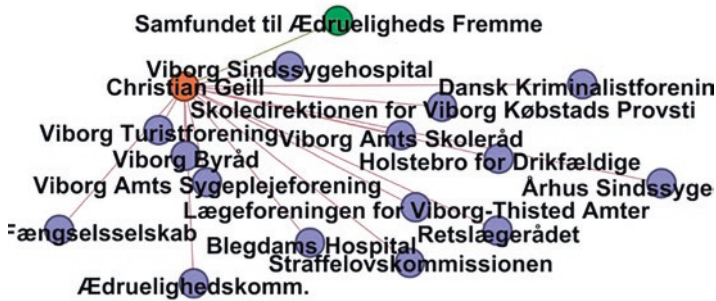 Samfundet til Ædrueligheds Fremme
Viborg Sindssygehospital
Christian Geill
Dansk Kriminalistforenin
Skoledirektionen for Viborg Købstads Provsti
Viborg Turistforening
Viborg Amts Skoleråd
Viborg Byråd
Holstebro for Drikfældige
Viborg Amts Sygeplejeforening
Århus Sindssyge
Lægeforeningen for Viborg-Thisted Amter
Fængselsselskab
Retslægerådet
Blegdams Hospital
Straffelovskommissionen
Ædruelighedskomm.